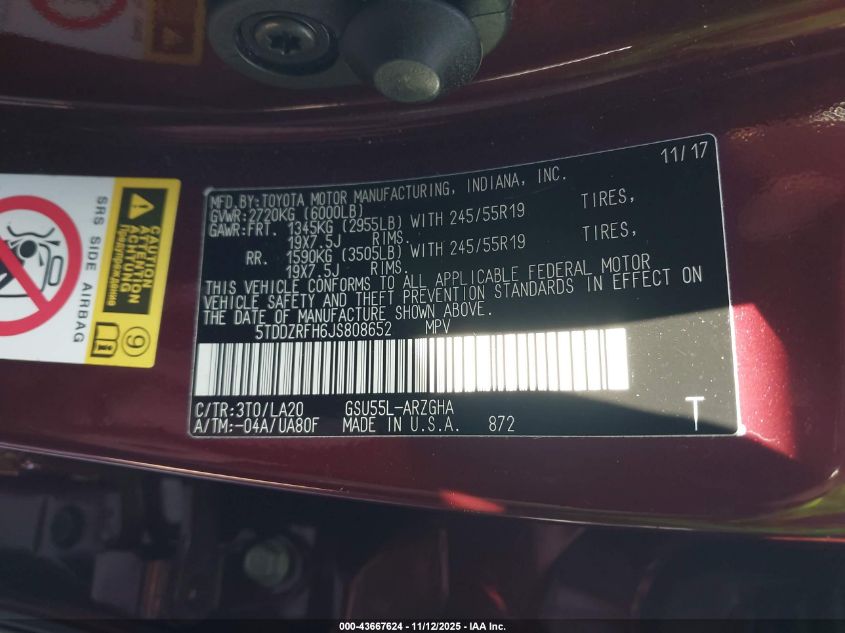 11/17
MFD.BY:TOYOTA MOTOR MANUFACTURING, INDIANA, INC.
GVWR:2720KG (6000LB)
GAWR:FRT. 1345KG (2955LB) WITH 245/55R19 TIRES,
19X7.5J RIMS.
RR. 1590KG (3505LB) WITH 245/55R19 TIRES,
19X7.5J RIMS.
THIS VEHICLE CONFORMS TO ALL APPLICABLE FEDERAL MOTOR
VEHICLE SAFETY AND THEFT PREVENTION STANDARDS IN EFFECT ON
THE DATE OF MANUFACTURE SHOWN ABOVE.
5TDDZRFH6JS808652 MPV
C/TR:3T0/LA20 GSU55L-ARZGHA
A/TM:-04A/UA80F MADE IN U.S.A. 872 T
SRS SIDE AIRBAG
CAUTION
ATTENTION
ACHTUNG
Предупреждение
9
000-43667624 - 11/12/2025 - IAA Inc.